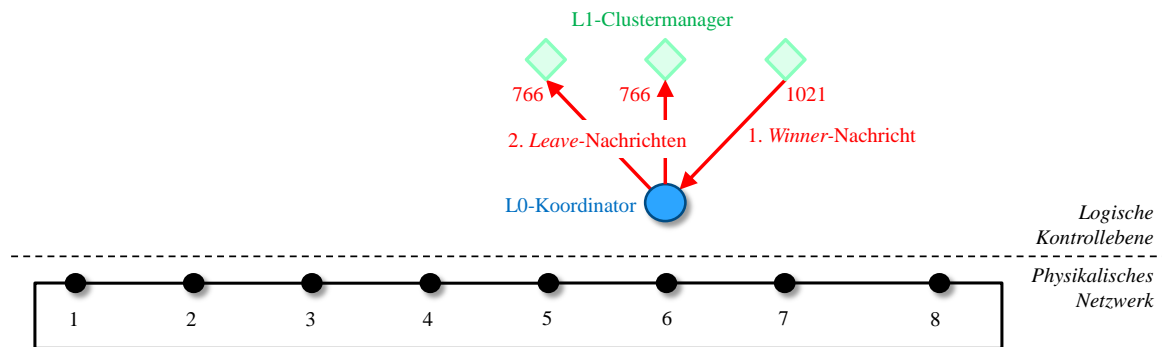 L1-Clustermanager
766
766
1021
2. Leave-Nachrichten
1. Winner-Nachricht
L0-Koordinator
Logische
Kontrollebene
Physikalisches
Netzwerk
1 2 3 4 5 6 7 8